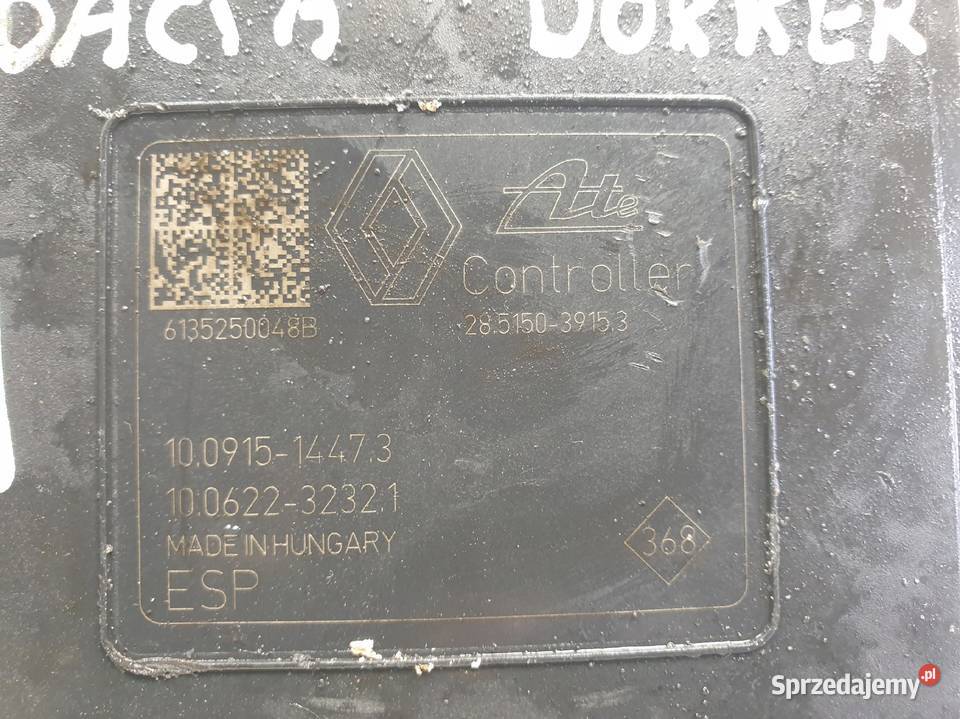 DACIA DOKKER
Ate
Controller
6135250048B
28.5150-3915.3
10.0915-1447.3
10.0622-3232.1
MADE IN HUNGARY
ESP
368
Sprzedajemy.pl